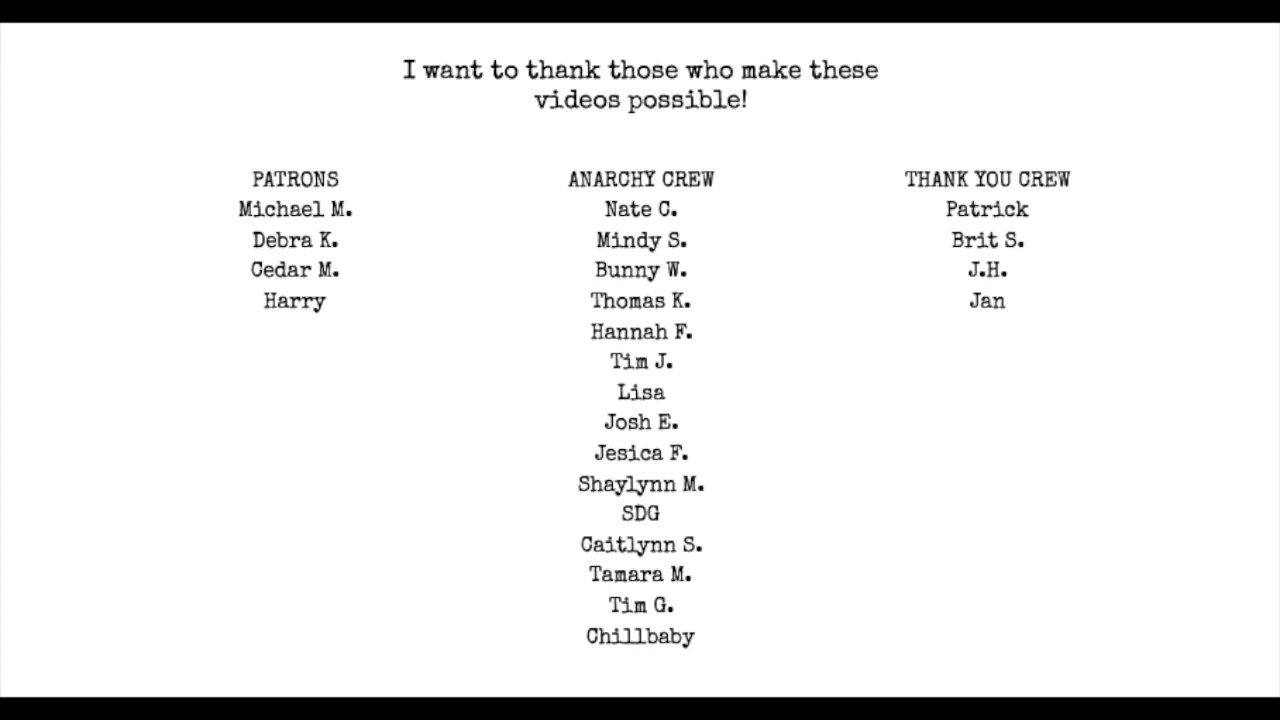 I want to thank those who make these
videos possible!
PATRONS
Michael M.
Debra K.
Cedar M.
Harry
ANARCHY CREW
Nate C.
Mindy S.
Bunny W.
Thomas K.
Hannah F.
Tim J.
Lisa
Josh E.
Jesica F.
Shaylynn M.
SDG
Caitlynn S.
Tamara M.
Tim G.
Chillbaby
THANK YOU CREW
Patrick
Brit S.
J.H.
Jan